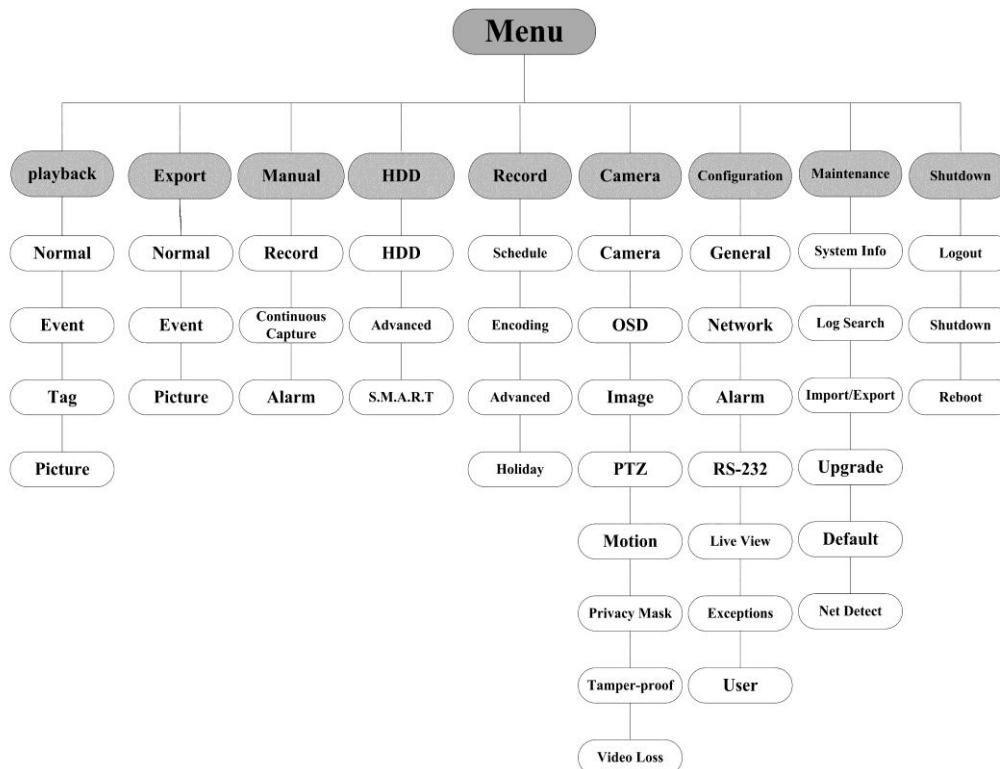 Menu
playback
Export
Manual
HDD
Record
Camera
Configuration
Maintenance
Shutdown
Normal
Normal
Record
HDD
Schedule
Camera
General
System Info
Logout
Event
Event
Continuous
Capture
Advanced
Encoding
OSD
Network
Log Search
Shutdown
Tag
Picture
Alarm
S.M.A.R.T
Advanced
Image
Alarm
Import/Export
Reboot
Picture
Holiday
PTZ
RS-232
Upgrade
Motion
Live View
Default
Privacy Mask
Exceptions
Net Detect
Tamper-proof
User
Video Loss